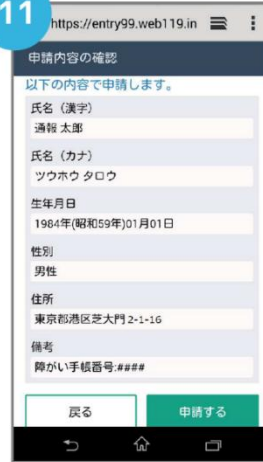 11
https://entry99.web119.in
申請内容の確認
以下の内容で申請します。
氏名（漢字）
通報 太郎
氏名（カナ）
ツウホウ タロウ
生年月日
1984年(昭和59年)01月01日
性別
男性
住所
東京都港区芝大門 2-1-16
備考
障がい手帳番号:####
戻る
申請する